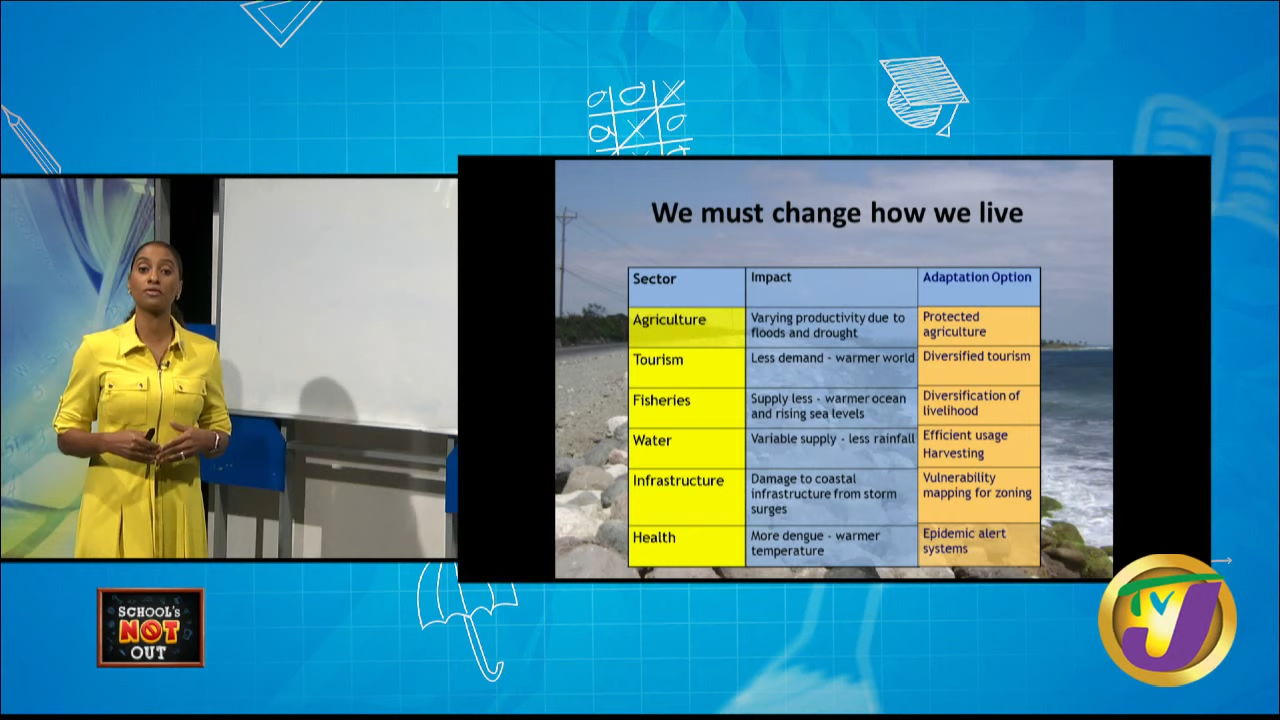 We must change how we live
Sector Impact Adaptation Option
Agriculture Varying productivity due to
floods and drought Protected
agriculture
Tourism Less demand - warmer world Diversified tourism
Fisheries Supply less - warmer ocean
and rising sea levels Diversification of
livelihood
Water Variable supply - less rainfall Efficient usage
Harvesting
Infrastructure Damage to coastal
infrastructure from storm
surges Vulnerability
mapping for zoning
Health More dengue - warmer
temperature Epidemic alert
systems
SCHOOL'S
NOT
OUT
TVJ